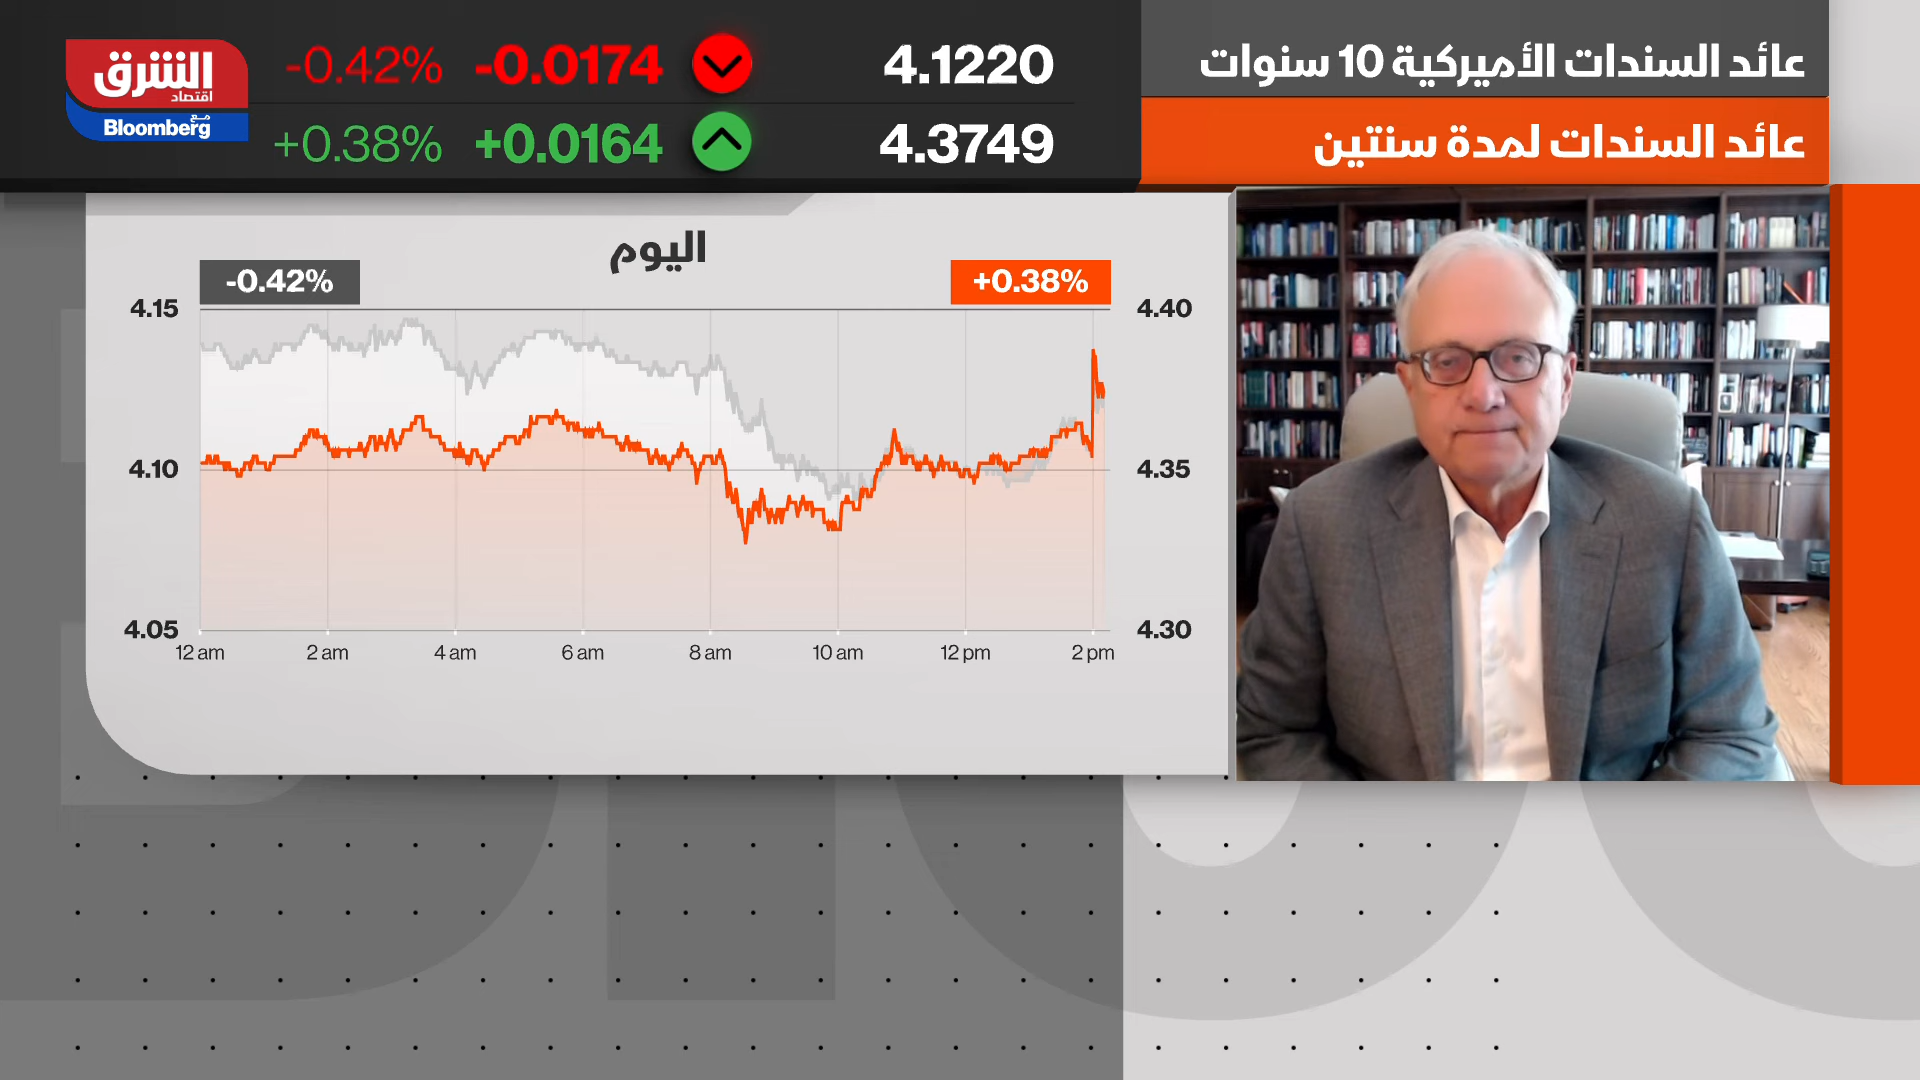 عائد السندات الأميركية 10 سنوات
4.1220 -0.0174 -0.42%
عائد السندات لمدة سنتين
4.3749 +0.0164 +0.38%
الشرق
اقتصاد
مع
Bloomberg
اليوم
-0.42% +0.38%
4.15 4.40
4.10 4.35
4.05 4.30
12 am 2 am 4 am 6 am 8 am 10 am 12 pm 2 pm